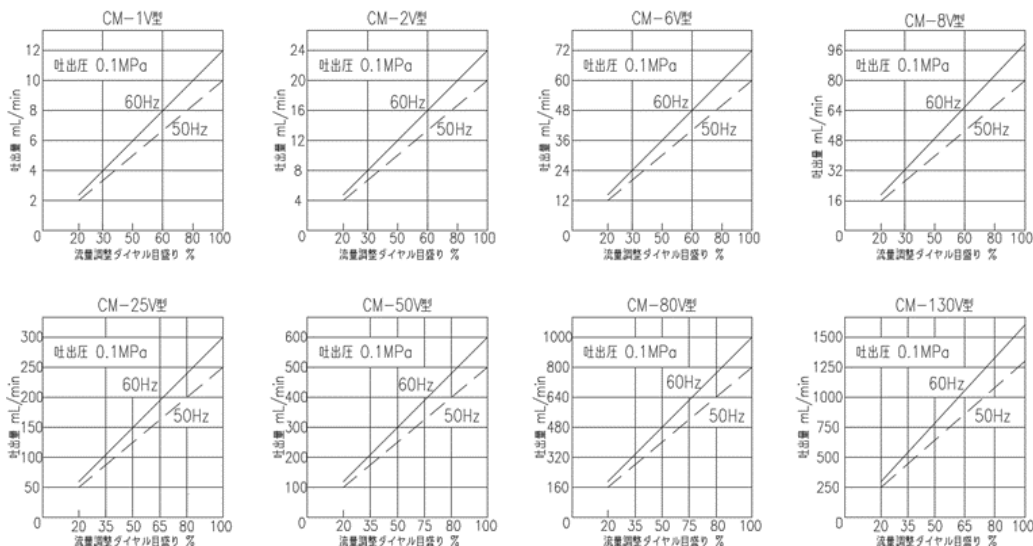 CM-1V型
12
10
8
6
4
2
0
吐出量 mL/min
吐出圧 0.1MPa
60Hz
50Hz
20 30 50 60 80 100
流量調整ダイヤル目盛り %
CM-2V型
24
20
16
12
8
4
0
吐出量 mL/min
吐出圧 0.1MPa
60Hz
50Hz
20 30 50 60 80 100
流量調整ダイヤル目盛り %
CM-6V型
72
60
48
36
24
12
0
吐出量 mL/min
吐出圧 0.1MPa
60Hz
50Hz
20 30 50 60 80 100
流量調整ダイヤル目盛り %
CM-8V型
96
80
64
48
32
16
0
吐出量 mL/min
吐出圧 0.1MPa
60Hz
50Hz
20 30 50 60 80 100
流量調整ダイヤル目盛り %
CM-25V型
300
250
200
150
100
50
0
吐出量 mL/min
吐出圧 0.1MPa
60Hz
50Hz
20 35 50 65 80 100
流量調整ダイヤル目盛り %
CM-50V型
600
500
400
300
200
100
0
吐出量 mL/min
吐出圧 0.1MPa
60Hz
50Hz
20 35 50 65 80 100
流量調整ダイヤル目盛り %
CM-80V型
1000
800
640
480
320
160
0
吐出量 mL/min
吐出圧 0.1MPa
60Hz
50Hz
20 35 50 65 80 100
流量調整ダイヤル目盛り %
CM-130V型
1500
1250
1000
750
500
250
0
吐出量 mL/min
吐出圧 0.1MPa
60Hz
50Hz
20 35 50 65 80 100
流量調整ダイヤル目盛り %